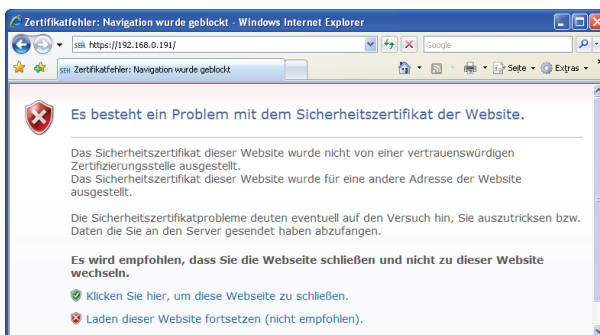 Zertifikatfehler: Navigation wurde geblockt - Windows Internet Explorer
SEH https://192.168.0.191/
Google
SEH Zertifikatfehler: Navigation wurde geblockt
Seite
Extras
Es besteht ein Problem mit dem Sicherheitszertifikat der Website.
Das Sicherheitszertifikat dieser Website wurde nicht von einer vertrauenswürdigen
Zertifizierungsstelle ausgestellt.
Das Sicherheitszertifikat dieser Website wurde für eine andere Adresse der Website
ausgestellt.
Die Sicherheitszertifikatprobleme deuten eventuell auf den Versuch hin, Sie auszutricksen bzw.
Daten die Sie an den Server gesendet haben abzufangen.
Es wird empfohlen, dass Sie die Webseite schließen und nicht zu dieser Website
wechseln.
Klicken Sie hier, um diese Webseite zu schließen.
Laden dieser Website fortsetzen (nicht empfohlen).